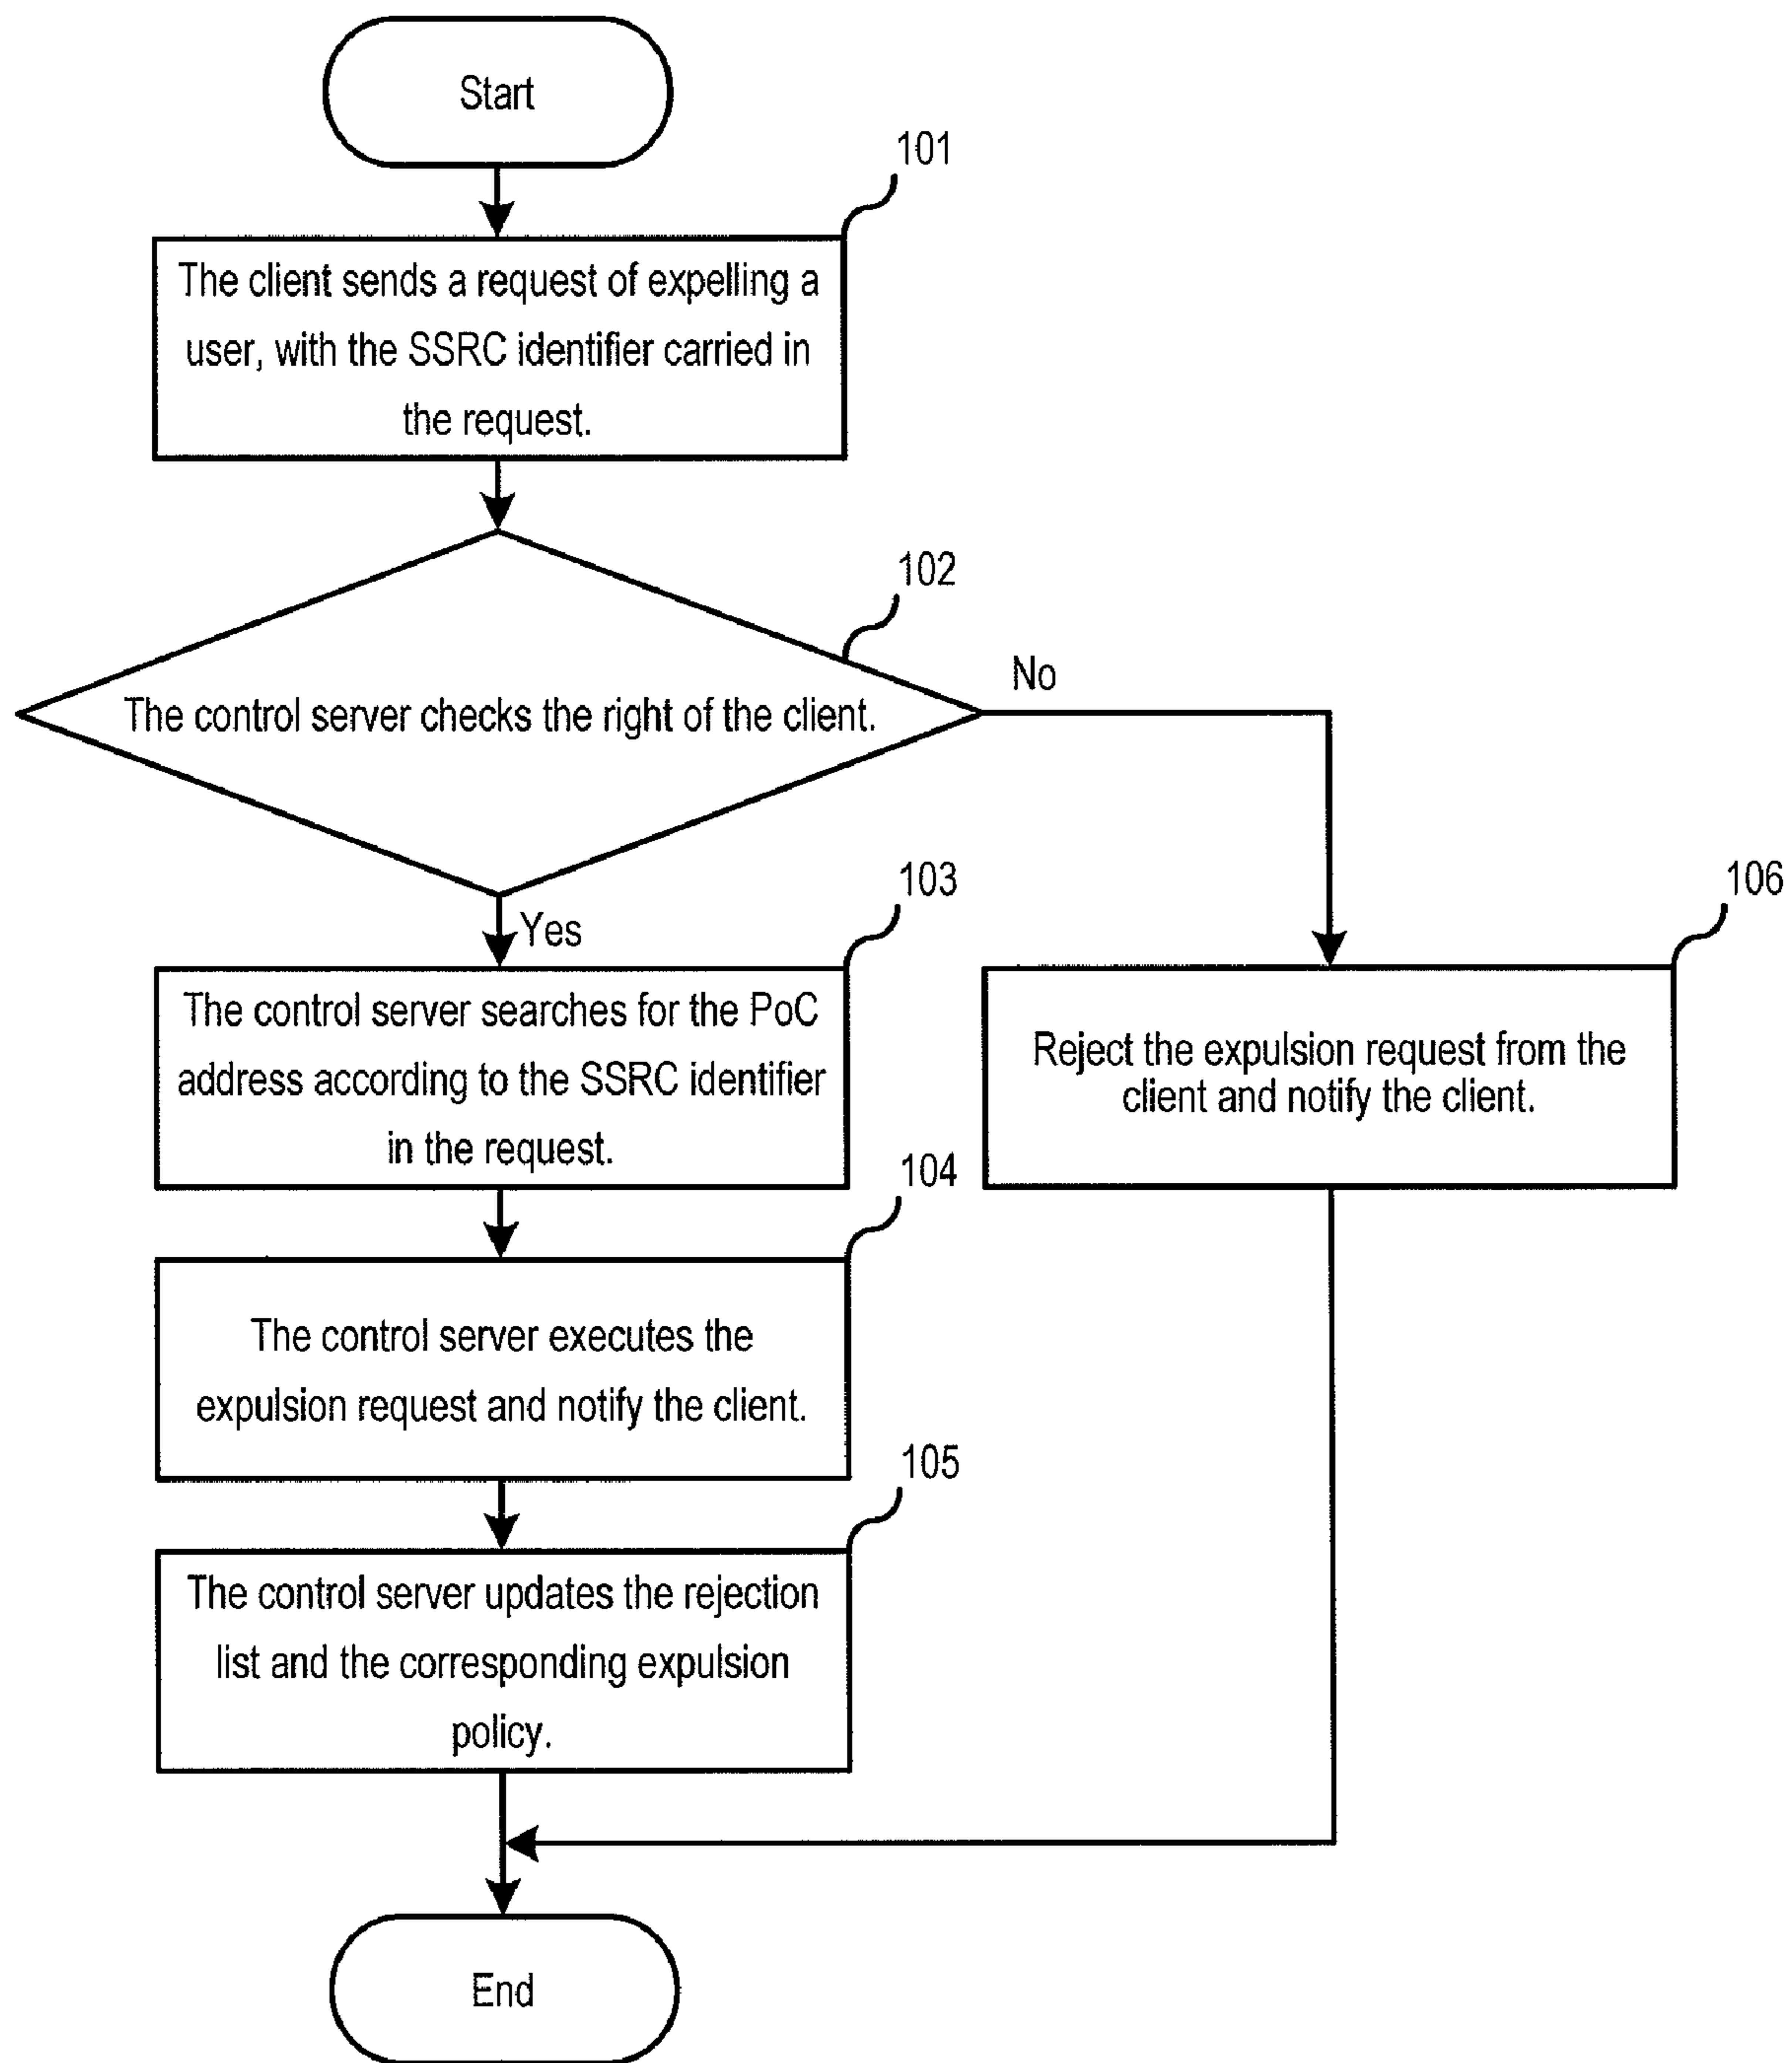 Start
101
The client sends a request of expelling a
user, with the SSRC identifier carried in
the request.
102
The control server checks the right of the client.
No
Yes
103
The control server searches for the PoC
address according to the SSRC identifier
in the request.
106
Reject the expulsion request from the
client and notify the client.
104
The control server executes the
expulsion request and notify the client.
105
The control server updates the rejection
list and the corresponding expulsion
policy.
End